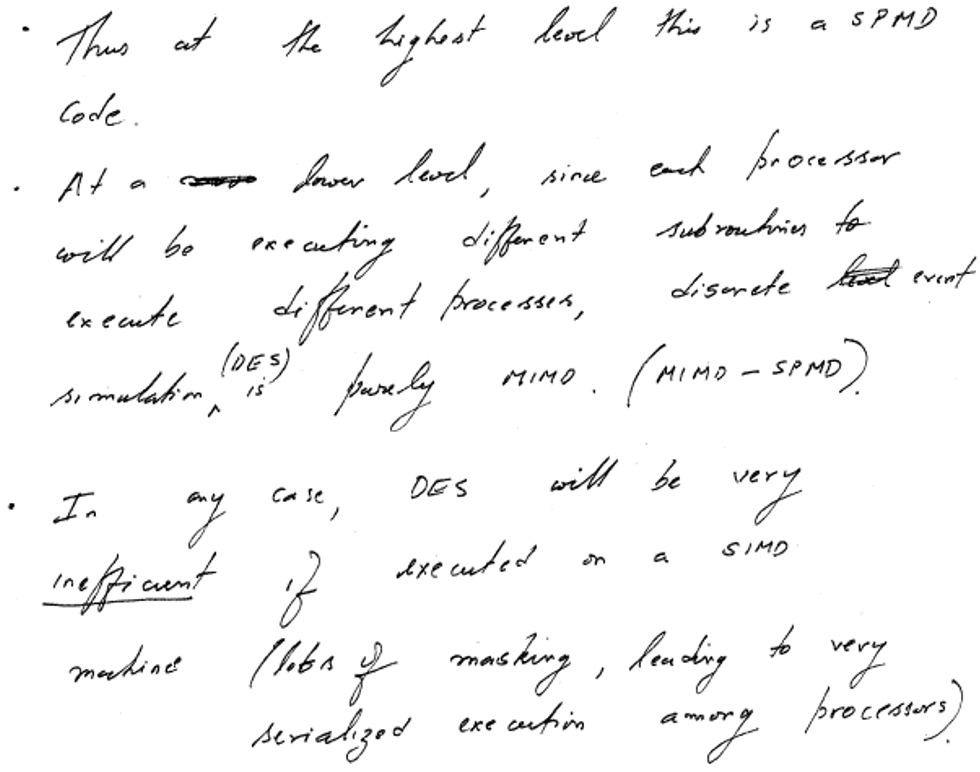 • Thus at the highest level this is a SPMD
code.
• At a lower level, since each processor
will be executing different subroutines to
execute different processes, discrete event
simulation (DES) is purely MIMD. (MIMD - SPMD).
• In any case, DES will be very
inefficient if executed on a SIMD
machine (lots of masking, leading to very
serialized execution among processors).